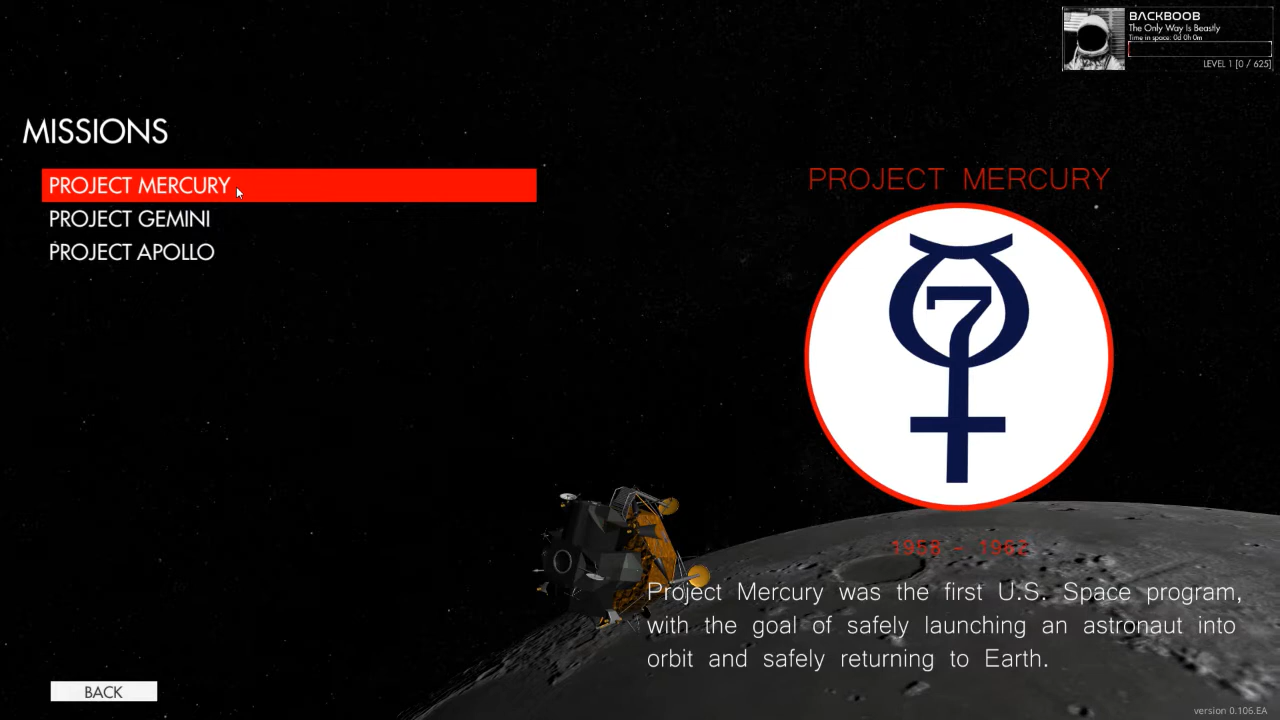 BACKBOOB
The Only Way Is Beastly
Time in space: 0d 0h 0m
LEVEL 1 [0 / 625]
MISSIONS
PROJECT MERCURY
PROJECT GEMINI
PROJECT APOLLO
PROJECT MERCURY
7
1958 - 1962
Project Mercury was the first U.S. Space program,
with the goal of safely launching an astronaut into
orbit and safely returning to Earth.
BACK
version 0.106.EA